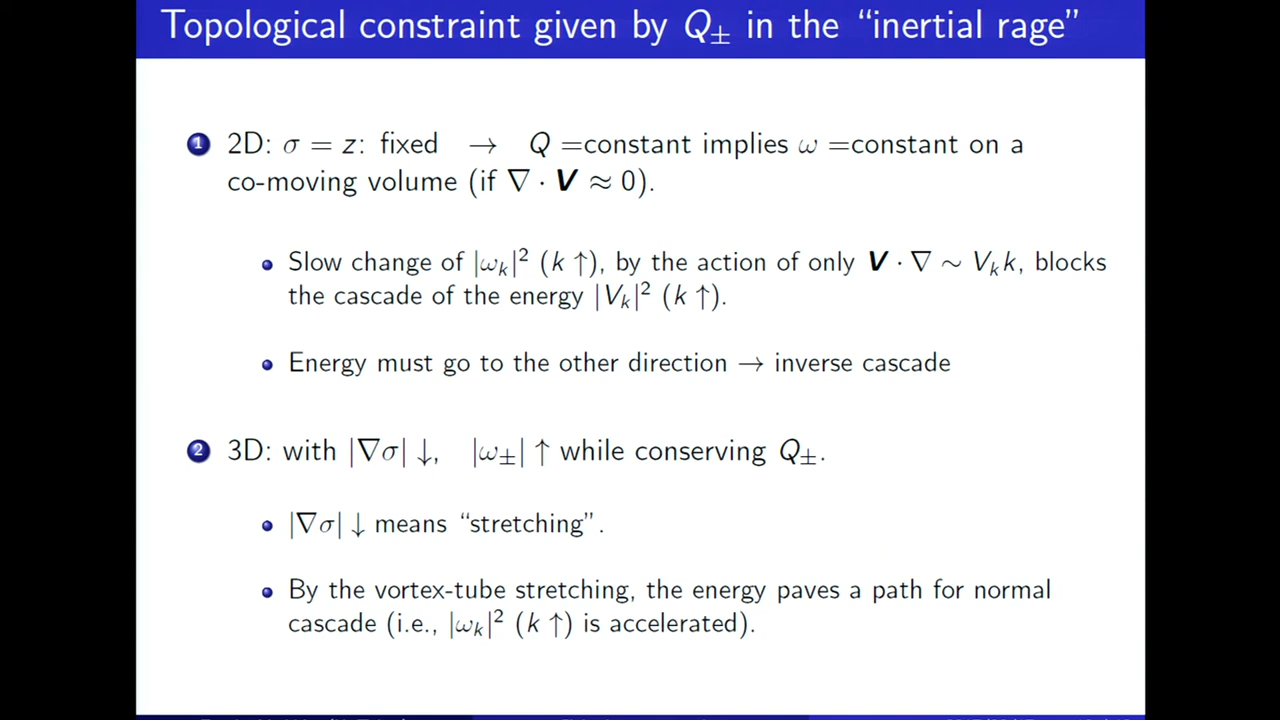 Topological constraint given by Q± in the “inertial rage”
1 2D: σ = z: fixed → Q =constant implies ω =constant on a
co-moving volume (if ∇ · V ≈ 0).
Slow change of |ωₖ|² (k ↑), by the action of only V · ∇ ∼ Vₖk, blocks
the cascade of the energy |Vₖ|² (k ↑).
Energy must go to the other direction → inverse cascade
2 3D: with |∇σ| ↓, |ω±| ↑ while conserving Q±.
|∇σ| ↓ means “stretching”.
By the vortex-tube stretching, the energy paves a path for normal
cascade (i.e., |ωₖ|² (k ↑) is accelerated).